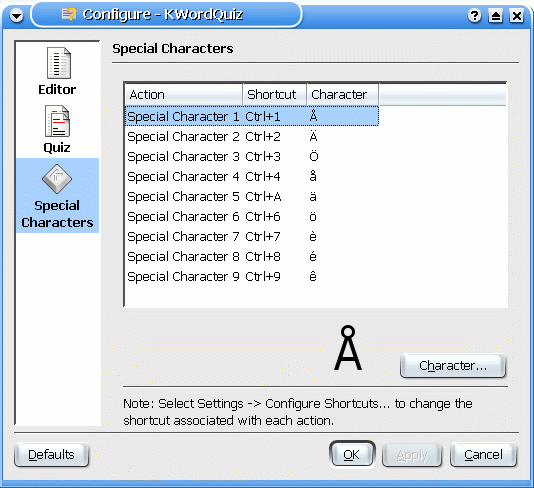 Configure - KWordQuiz
Editor
Quiz
Special
Characters
Special Characters
Action Shortcut Character
Special Character 1 Ctrl+1 Å
Special Character 2 Ctrl+2 Ä
Special Character 3 Ctrl+3 Ö
Special Character 4 Ctrl+4 å
Special Character 5 Ctrl+A ä
Special Character 6 Ctrl+6 ö
Special Character 7 Ctrl+7 è
Special Character 8 Ctrl+8 é
Special Character 9 Ctrl+9 ê
Å
Character...
Note: Select Settings -> Configure Shortcuts... to change the
shortcut associated with each action.
Defaults OK Apply Cancel